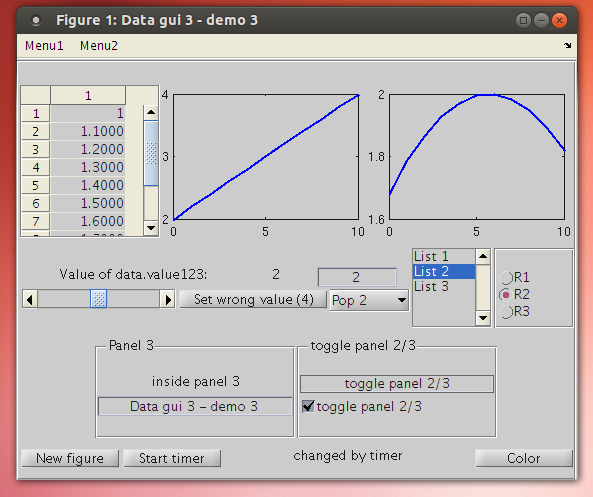 Figure 1: Data gui 3 - demo 3
Menu1 Menu2
1
1 1
2 1.1000
3 1.2000
4 1.3000
5 1.4000
6 1.5000
7 1.6000
4
3
2
0 5 10
2
1.8
1.6
0 5 10
Value of data.value123: 2 2
Set wrong value (4) Pop 2
List 1
List 2
List 3
R1
R2
R3
Panel 3
inside panel 3
Data gui 3 – demo 3
toggle panel 2/3
toggle panel 2/3
toggle panel 2/3
New figure Start timer changed by timer Color